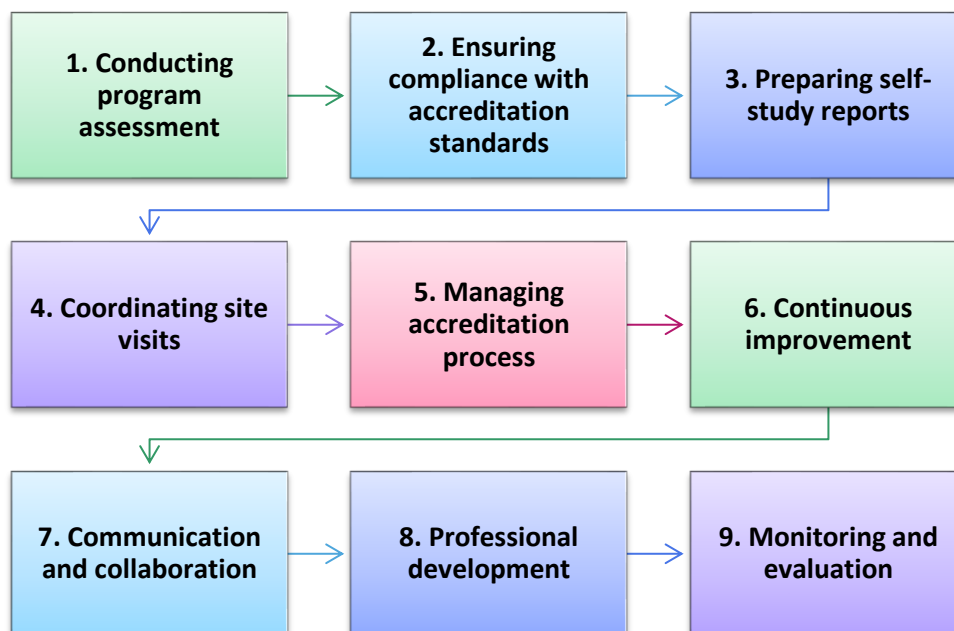 1. Conducting
program
assessment
2. Ensuring
compliance with
accreditation
standards
3. Preparing self-
study reports
4. Coordinating site
visits
5. Managing
accreditation
process
6. Continuous
improvement
7. Communication
and collaboration
8. Professional
development
9. Monitoring and
evaluation